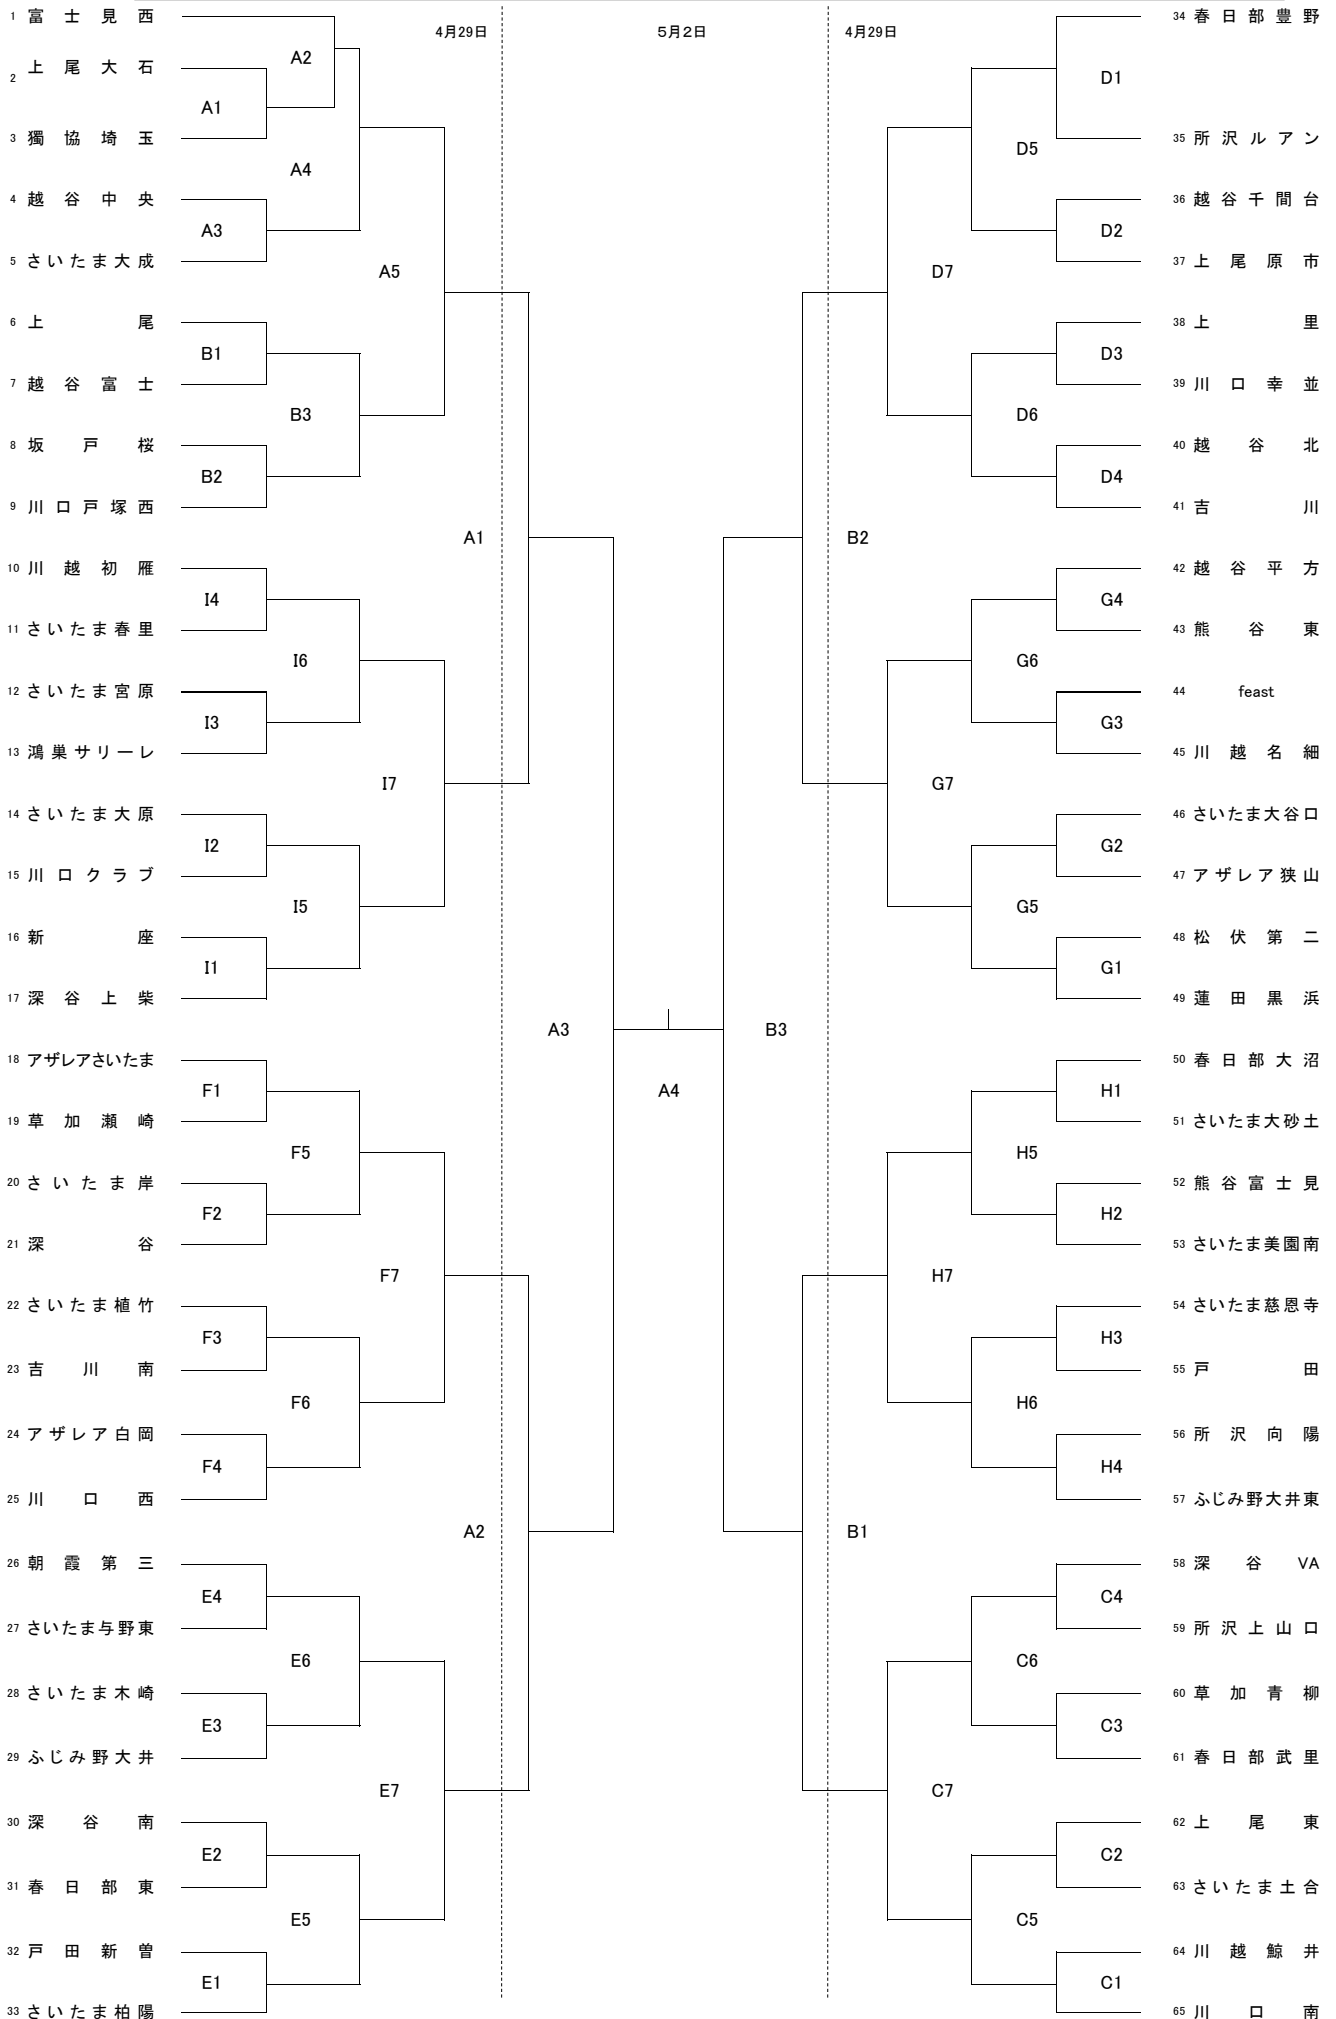 4月29日
5月2日
4月29日
1 富士見西
2 上尾大石
3 獨協埼玉
4 越谷中央
5 さいたま大成
6 上尾
7 越谷富士
8 坂戸桜
9 川口戸塚西
10 川越初雁
11 さいたま春里
12 さいたま宮原
13 鴻巣サリーレ
14 さいたま大原
15 川口クラブ
16 新座
17 深谷上柴
18 アザレアさいたま
19 草加瀬崎
20 さいたま岸
21 深谷
22 さいたま植竹
23 吉川南
24 アザレア白岡
25 川口西
26 朝霞第三
27 さいたま与野東
28 さいたま木崎
29 ふじみ野大井
30 深谷南
31 春日部東
32 戸田新曽
33 さいたま柏陽
A1
A3
B1
B2
I4
I3
I2
I1
F1
F2
F3
F4
E4
E3
E2
E1
A2
A4
B3
I6
I5
F5
F6
E6
E5
A5
I7
F7
E7
A1
A2
A3
A4
B3
B2
B1
D7
G7
H7
C7
D5
D6
G6
G5
H5
H6
C6
C5
D1
D2
D3
D4
G4
G3
G2
G1
H1
H2
H3
H4
C4
C3
C2
C1
34 春日部豊野
35 所沢ルアン
36 越谷千間台
37 上尾原市
38 上里
39 川口幸並
40 越谷北
41 吉川
42 越谷平方
43 熊谷東
44 feast
45 川越名細
46 さいたま大谷口
47 アザレア狭山
48 松伏第二
49 蓮田黒浜
50 春日部大沼
51 さいたま大砂土
52 熊谷富士見
53 さいたま美園南
54 さいたま慈恩寺
55 戸田
56 所沢向陽
57 ふじみ野大井東
58 深谷VA
59 所沢上山口
60 草加青柳
61 春日部武里
62 上尾東
63 さいたま土合
64 川越鯨井
65 川口南